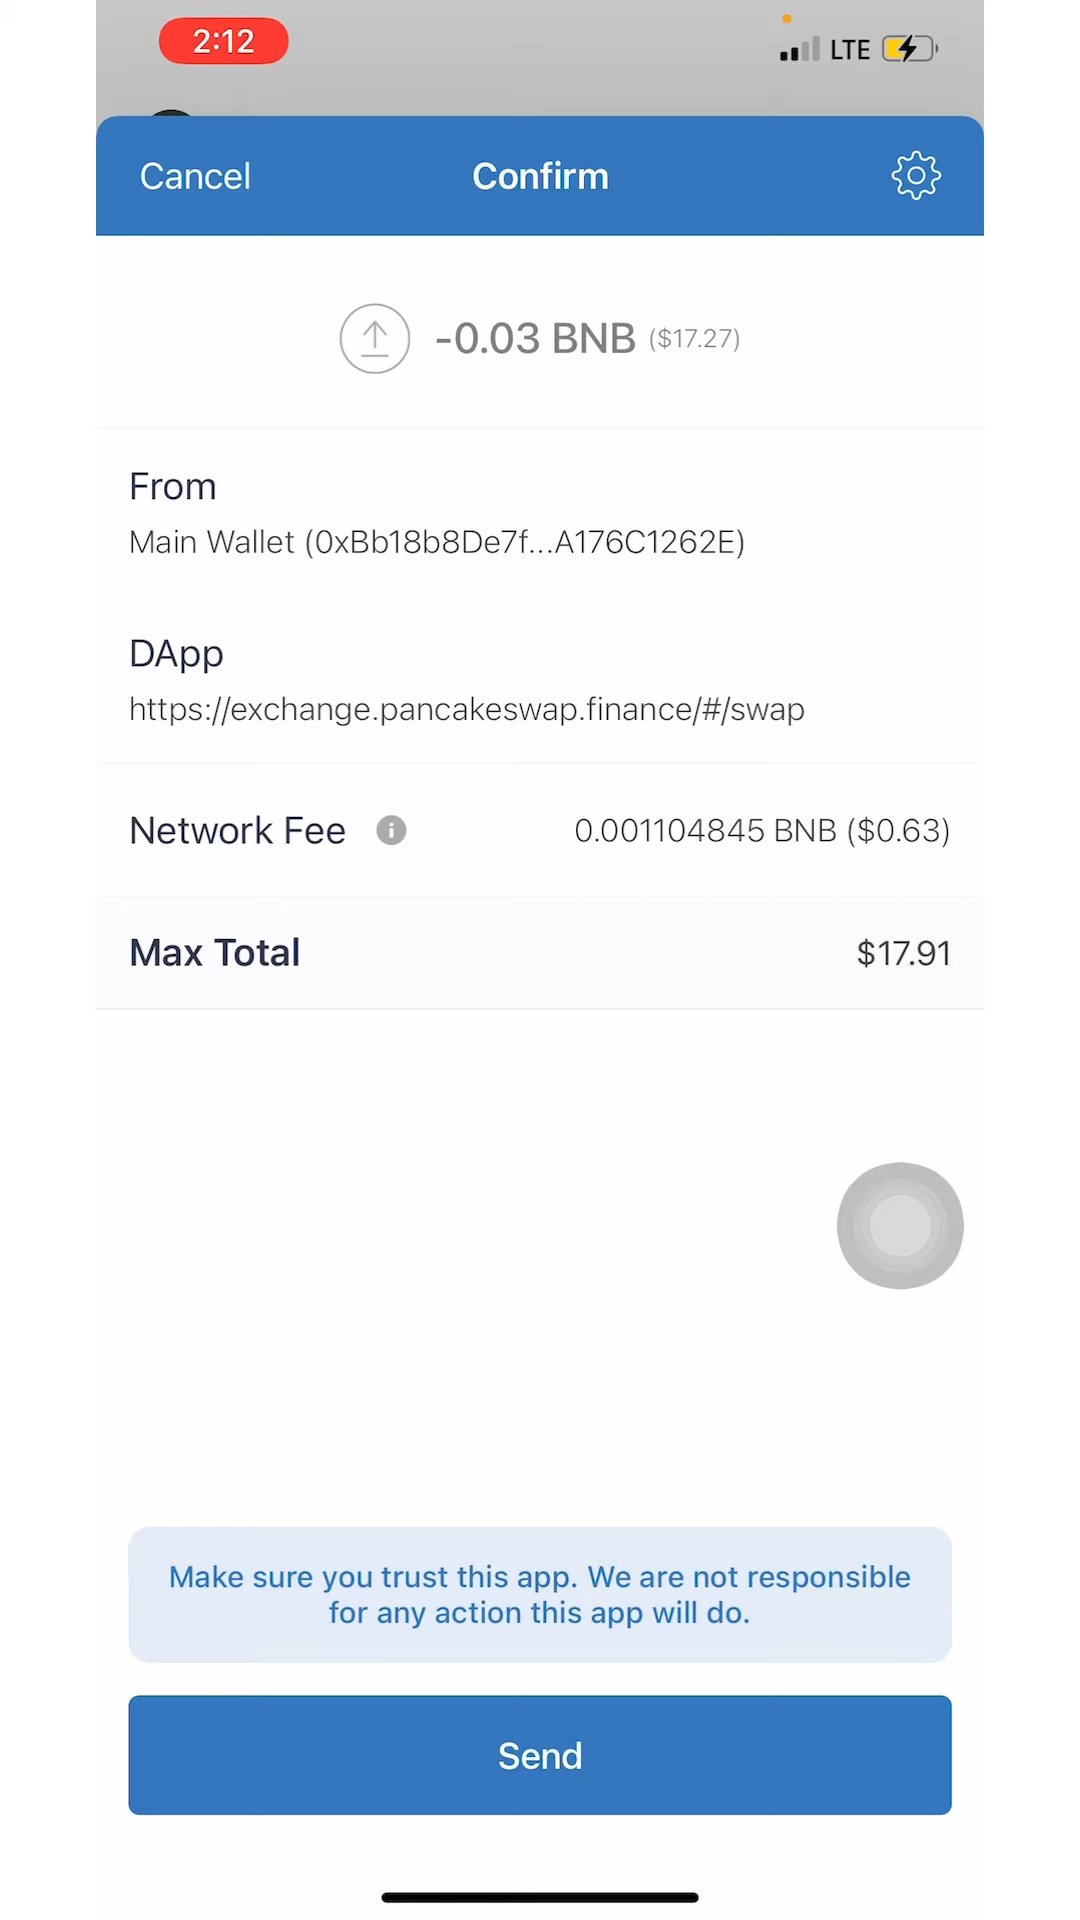 2:12
LTE
Cancel
Confirm
-0.03 BNB ($17.27)
From
Main Wallet (0xBb18b8De7f...A176C1262E)
DApp
https://exchange.pancakeswap.finance/#/swap
Network Fee
0.001104845 BNB ($0.63)
Max Total
$17.91
Make sure you trust this app. We are not responsible
for any action this app will do.
Send